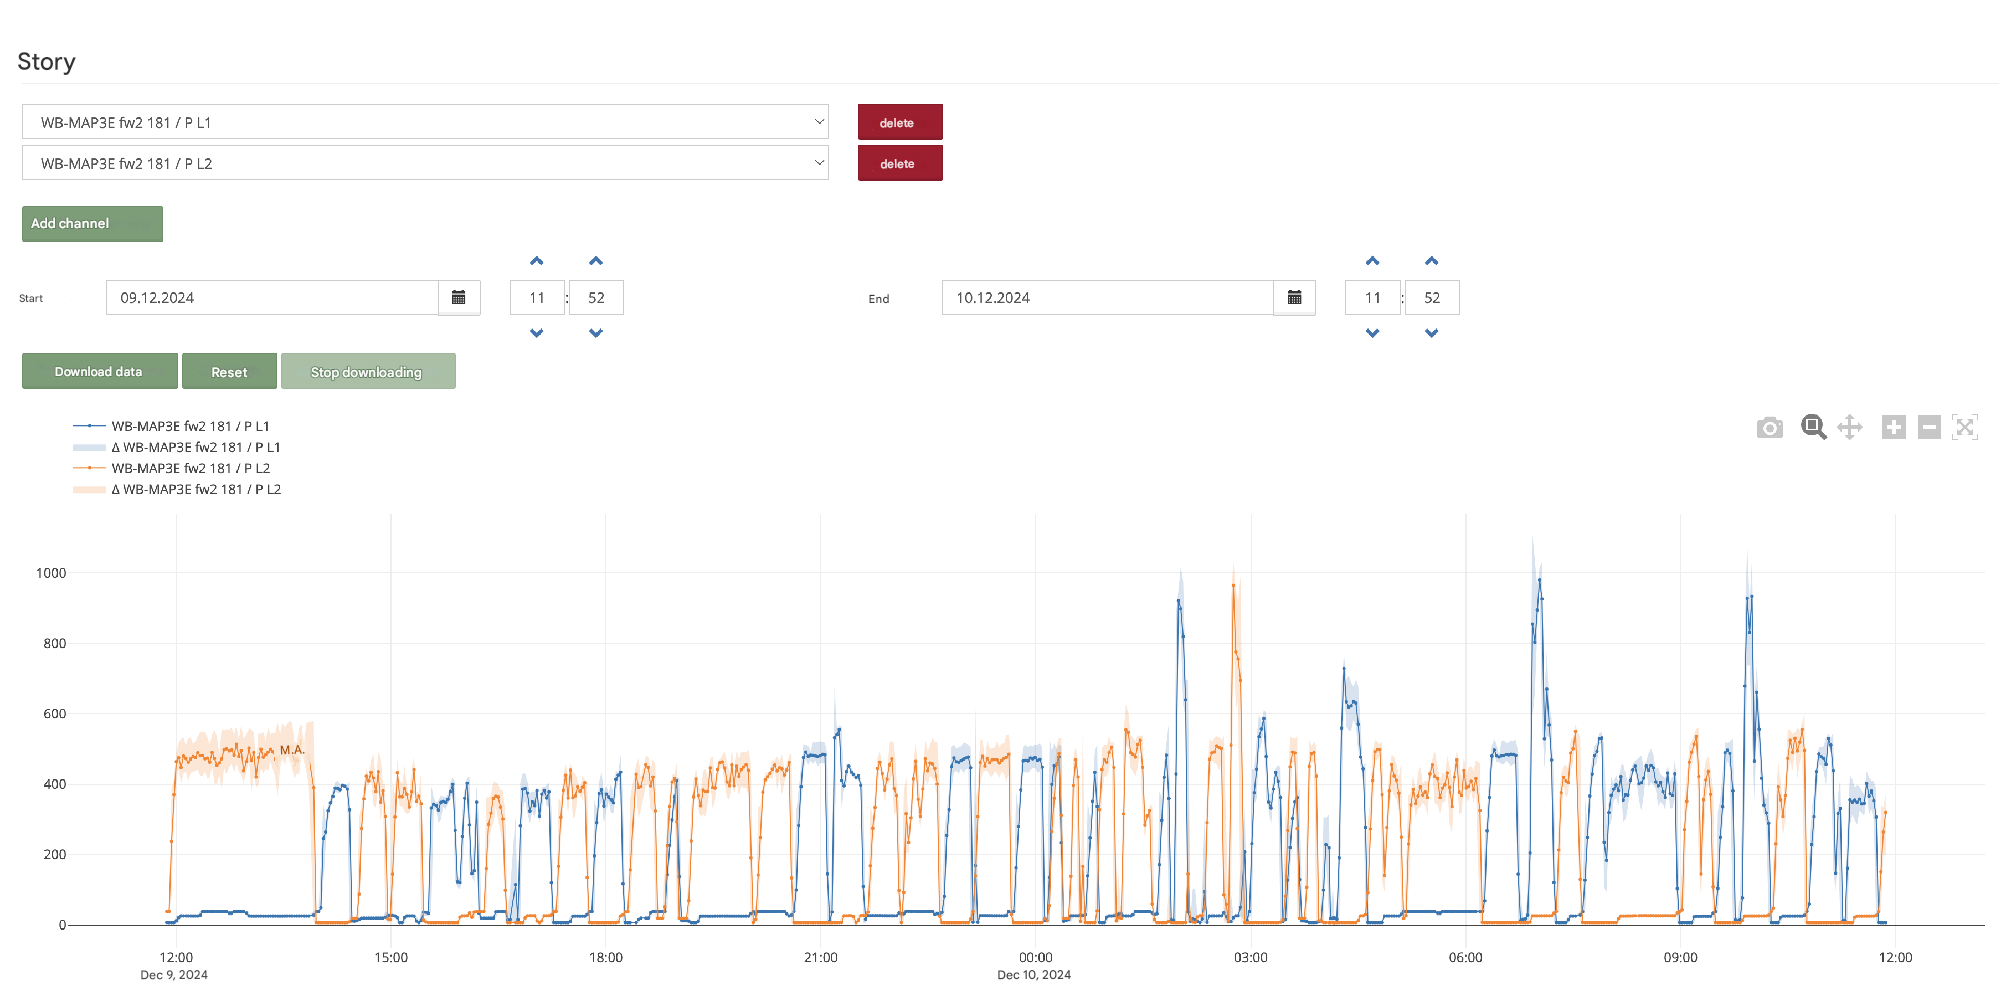 Story
WB-MAP3E fw2 181 / P L1
delete
WB-MAP3E fw2 181 / P L2
delete
Add channel
Start
09.12.2024
11 : 52
End
10.12.2024
11 : 52
Download data
Reset
Stop downloading
WB-MAP3E fw2 181 / P L1
Δ WB-MAP3E fw2 181 / P L1
WB-MAP3E fw2 181 / P L2
Δ WB-MAP3E fw2 181 / P L2
1000
800
600
M.A.
400
200
0
12:00 15:00 18:00 21:00 00:00 03:00 06:00 09:00 12:00
Dec 9, 2024 Dec 10, 2024